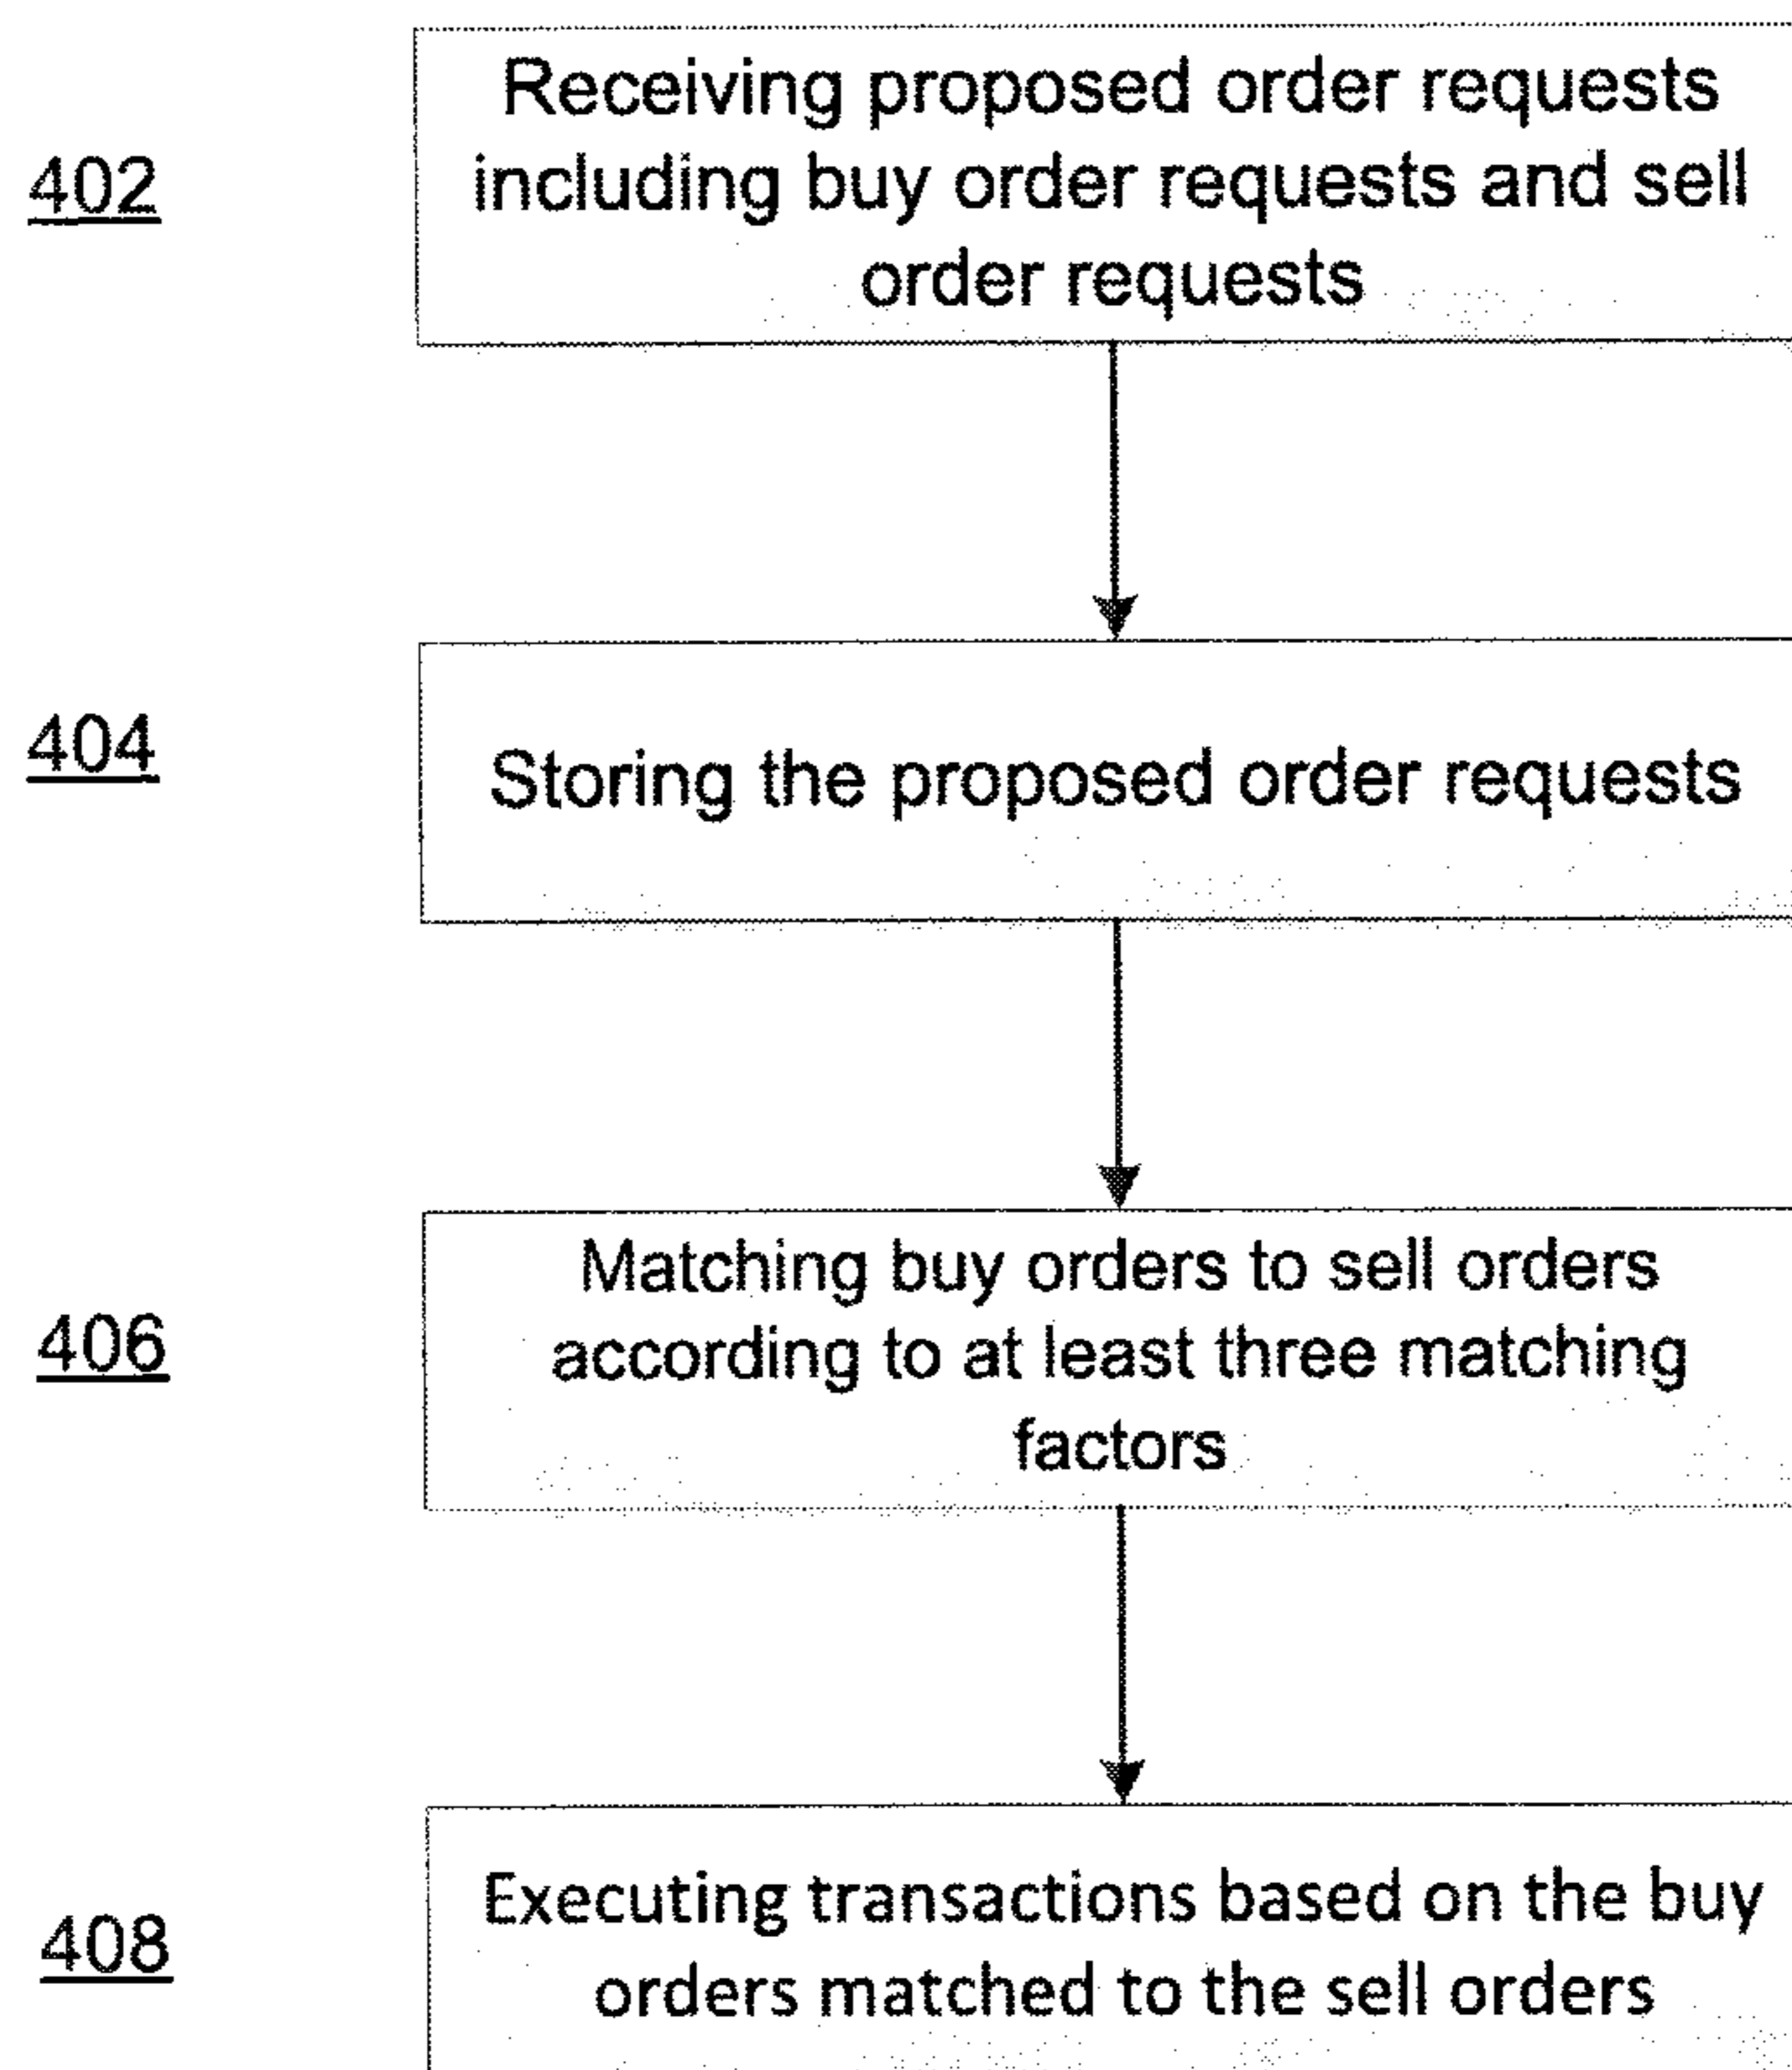 402
Receiving proposed order requests
including buy order requests and sell
order requests
404
Storing the proposed order requests
406
Matching buy orders to sell orders
according to at least three matching
factors
408
Executing transactions based on the buy
orders matched to the sell orders